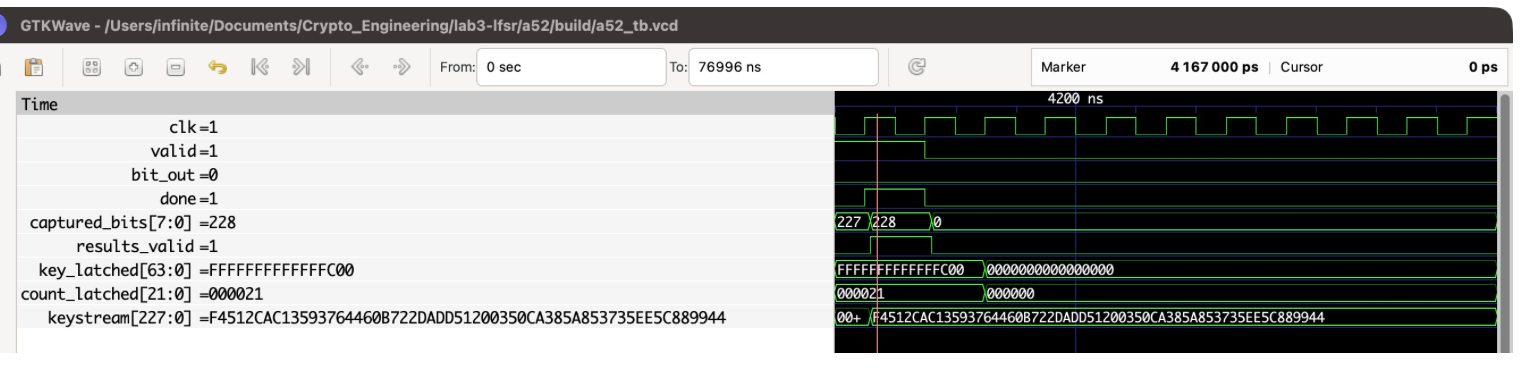 GTKWave - /Users/infinite/Documents/Crypto_Engineering/lab3-lfsr/a52/build/a52_tb.vcd
From: 0 sec To: 76996 ns Marker 4 167 000 ps | Cursor 0 ps
Time 4200 ns
clk =1
valid =1
bit_out =0
done =1
captured_bits[7:0] =228 227 228 0
results_valid =1
key_latched[63:0] =FFFFFFFFFFFFFC00 FFFFFFFFFFFFFC00 0000000000000000
count_latched[21:0] =000021 000021 000000
keystream[227:0] =F4512CAC13593764460B722DADD51200350CA385A853735EE5C889944 00+ F4512CAC13593764460B722DADD51200350CA385A853735EE5C889944